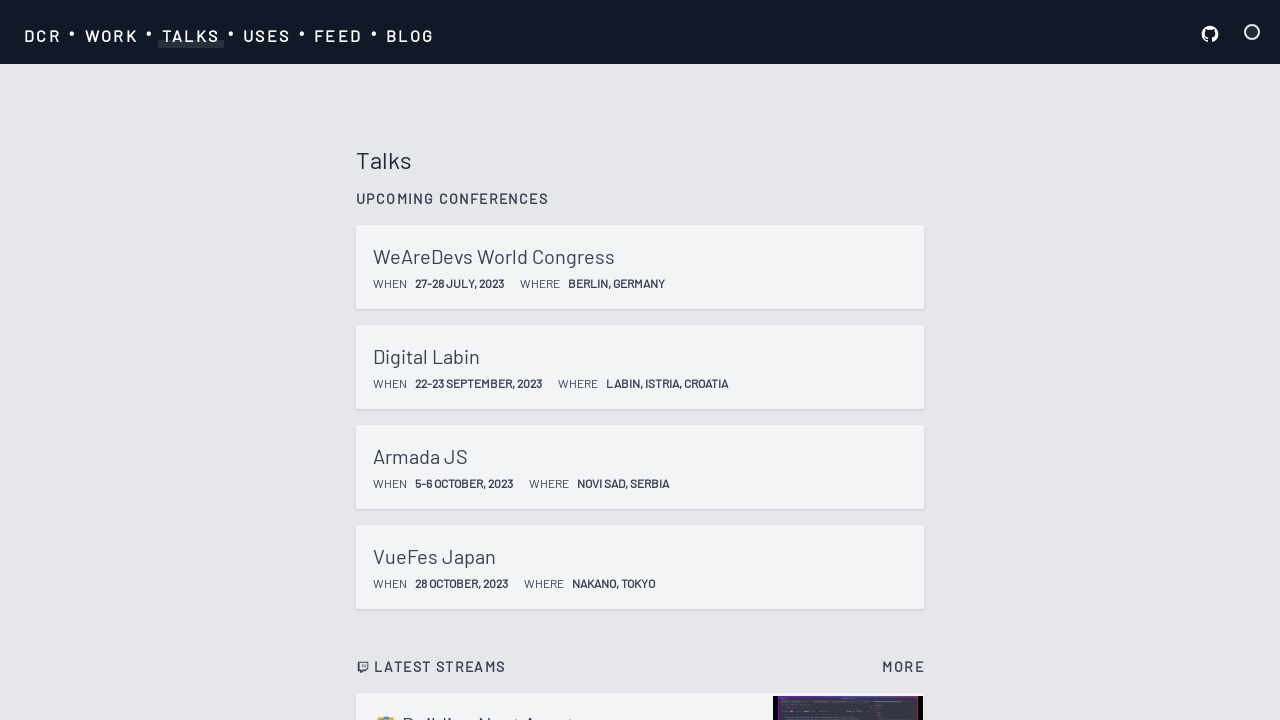 DCR • WORK • TALKS • USES • FEED • BLOG
Talks
UPCOMING CONFERENCES
WeAreDevs World Congress
WHEN 27-28 JULY, 2023 WHERE BERLIN, GERMANY
Digital Labin
WHEN 22-23 SEPTEMBER, 2023 WHERE LABIN, ISTRIA, CROATIA
Armada JS
WHEN 5-6 OCTOBER, 2023 WHERE NOVI SAD, SERBIA
VueFes Japan
WHEN 28 OCTOBER, 2023 WHERE NAKANO, TOKYO
LATEST STREAMS MORE